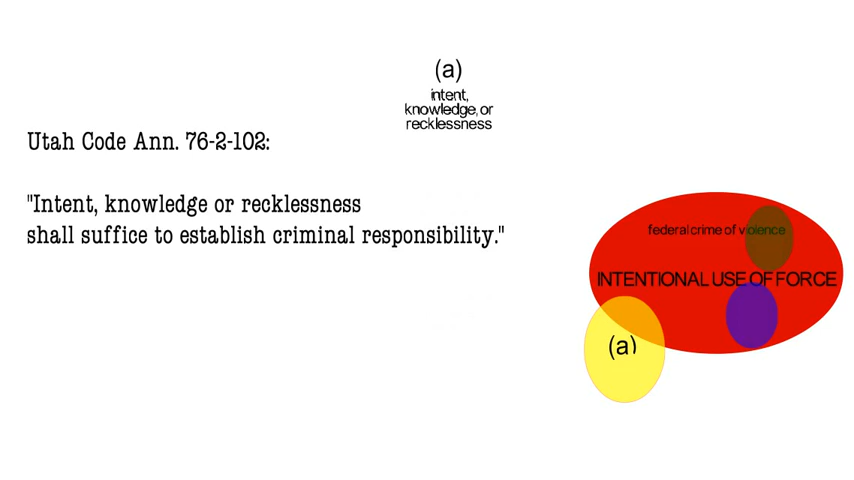 (a)
intent,
knowledge, or
recklessness
Utah Code Ann. 76-2-102:
"Intent, knowledge or recklessness
shall suffice to establish criminal responsibility."
federal crime of violence
INTENTIONAL USE OF FORCE
(a)